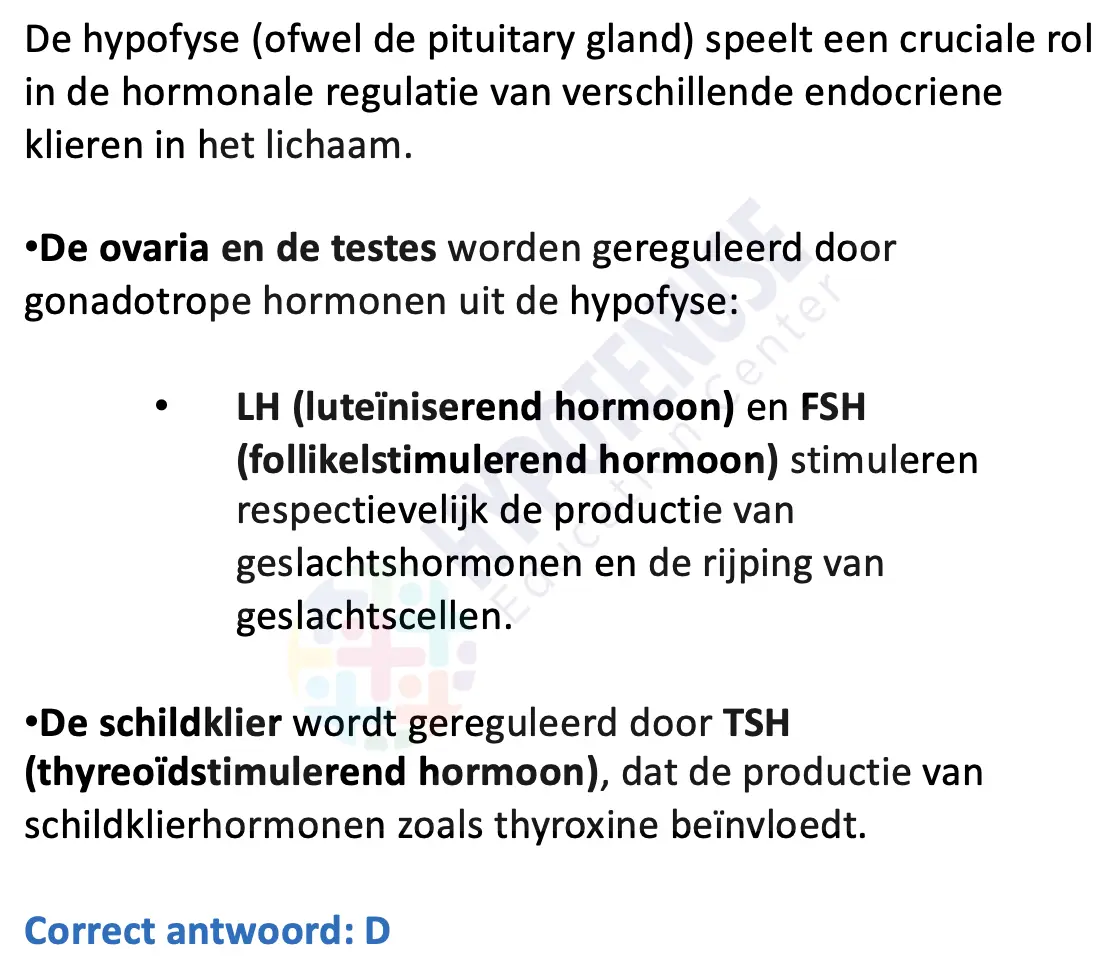 De hypofyse (ofwel de pituitary gland) speelt een cruciale rol
in de hormonale regulatie van verschillende endocriene
klieren in het lichaam.
•De ovaria en de testes worden gereguleerd door
gonadotrope hormonen uit de hypofyse:
• LH (luteïniserend hormoon) en FSH
(follikelstimulerend hormoon) stimuleren
respectievelijk de productie van
geslachtshormonen en de rijping van
geslachtscellen.
•De schildklier wordt gereguleerd door TSH
(thyreoïdstimulerend hormoon), dat de productie van
schildklierhormonen zoals thyroxine beïnvloedt.
Correct antwoord: D
HYPOTENUSE
Education Center